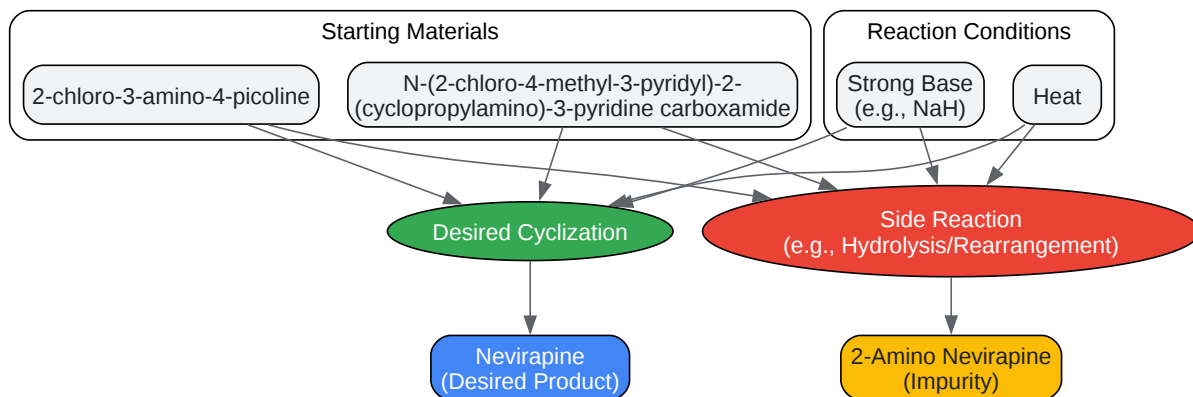 Starting Materials
Reaction Conditions
2-chloro-3-amino-4-picoline
N-(2-chloro-4-methyl-3-pyridyl)-2-
(cyclopropylamino)-3-pyridine carboxamide
Strong Base
(e.g., NaH)
Heat
Desired Cyclization
Side Reaction
(e.g., Hydrolysis/Rearrangement)
Nevirapine
(Desired Product)
2-Amino Nevirapine
(Impurity)